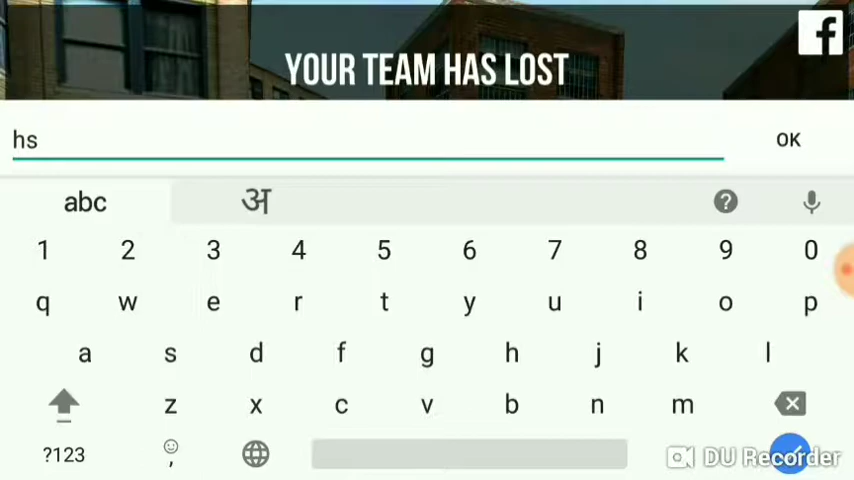 f
YOUR TEAM HAS LOST
hs
OK
abc अ ?
1 2 3 4 5 6 7 8 9 0
q w e r t y u i o p
a s d f g h j k l
z x c v b n m
?123 , DU Recorder